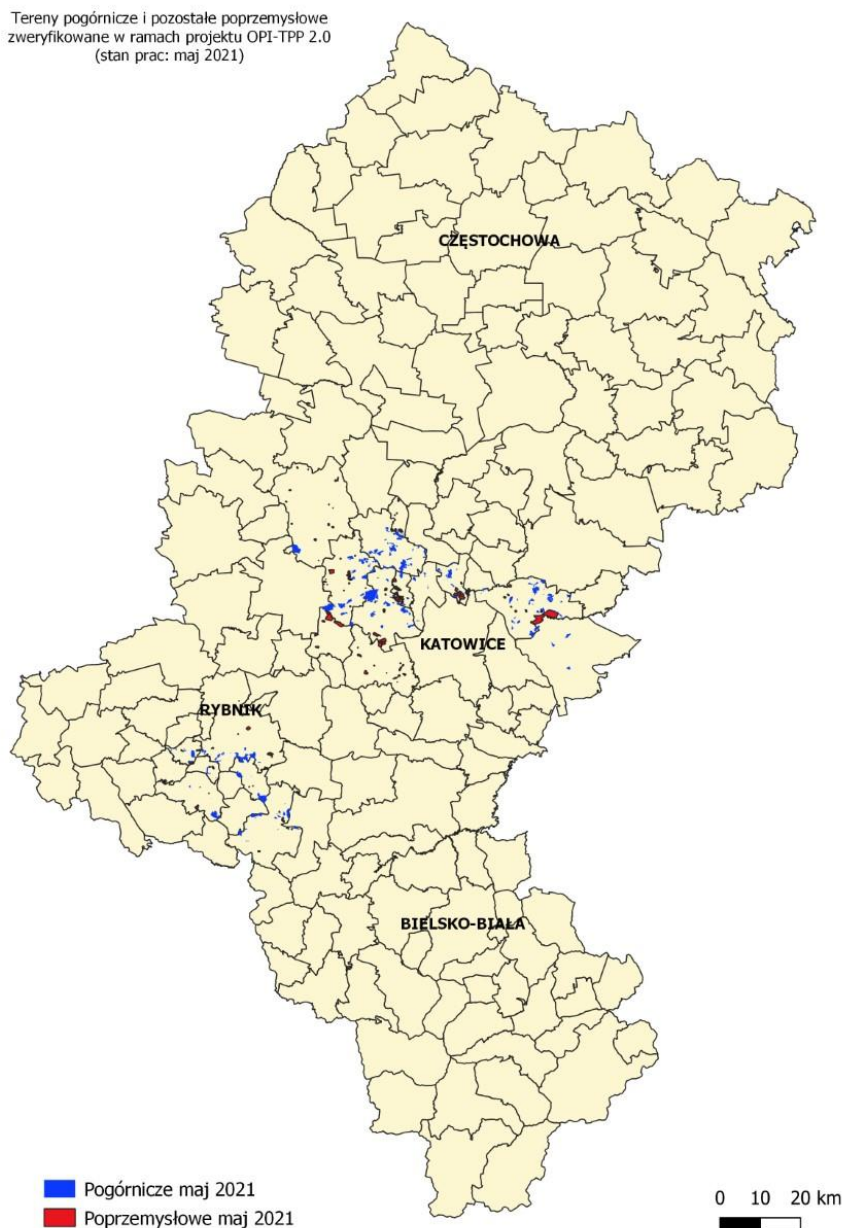 Tereny pogórnicze i pozostałe poprzemysłowe
zweryfikowane w ramach projektu OPI-TPP 2.0
(stan prac: maj 2021)
CZĘSTOCHOWA
KATOWICE
RYBNIK
BIELSKO-BIAŁA
Pogórnicze maj 2021
Poprzemysłowe maj 2021
0 10 20 km